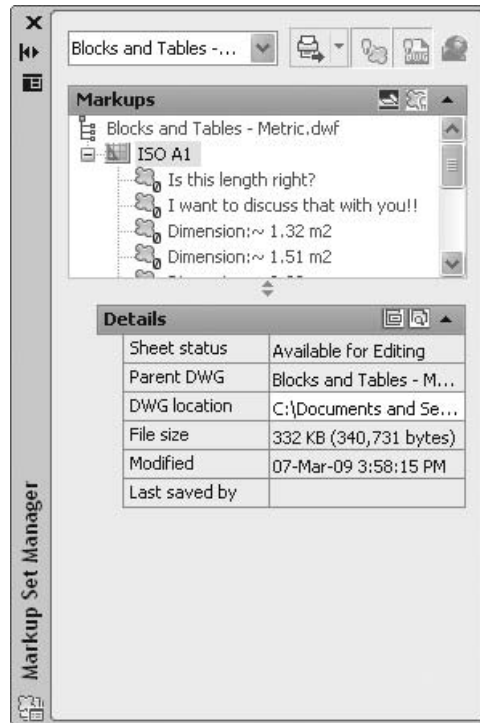 Blocks and Tables -...
Markups
Blocks and Tables - Metric.dwf
ISO A1
Is this length right?
I want to discuss that with you!!
Dimension:~ 1.32 m2
Dimension:~ 1.51 m2
Details
Sheet status Available for Editing
Parent DWG Blocks and Tables - M...
DWG location C:\Documents and Se...
File size 332 KB (340,731 bytes)
Modified 07-Mar-09 3:58:15 PM
Last saved by
Markup Set Manager